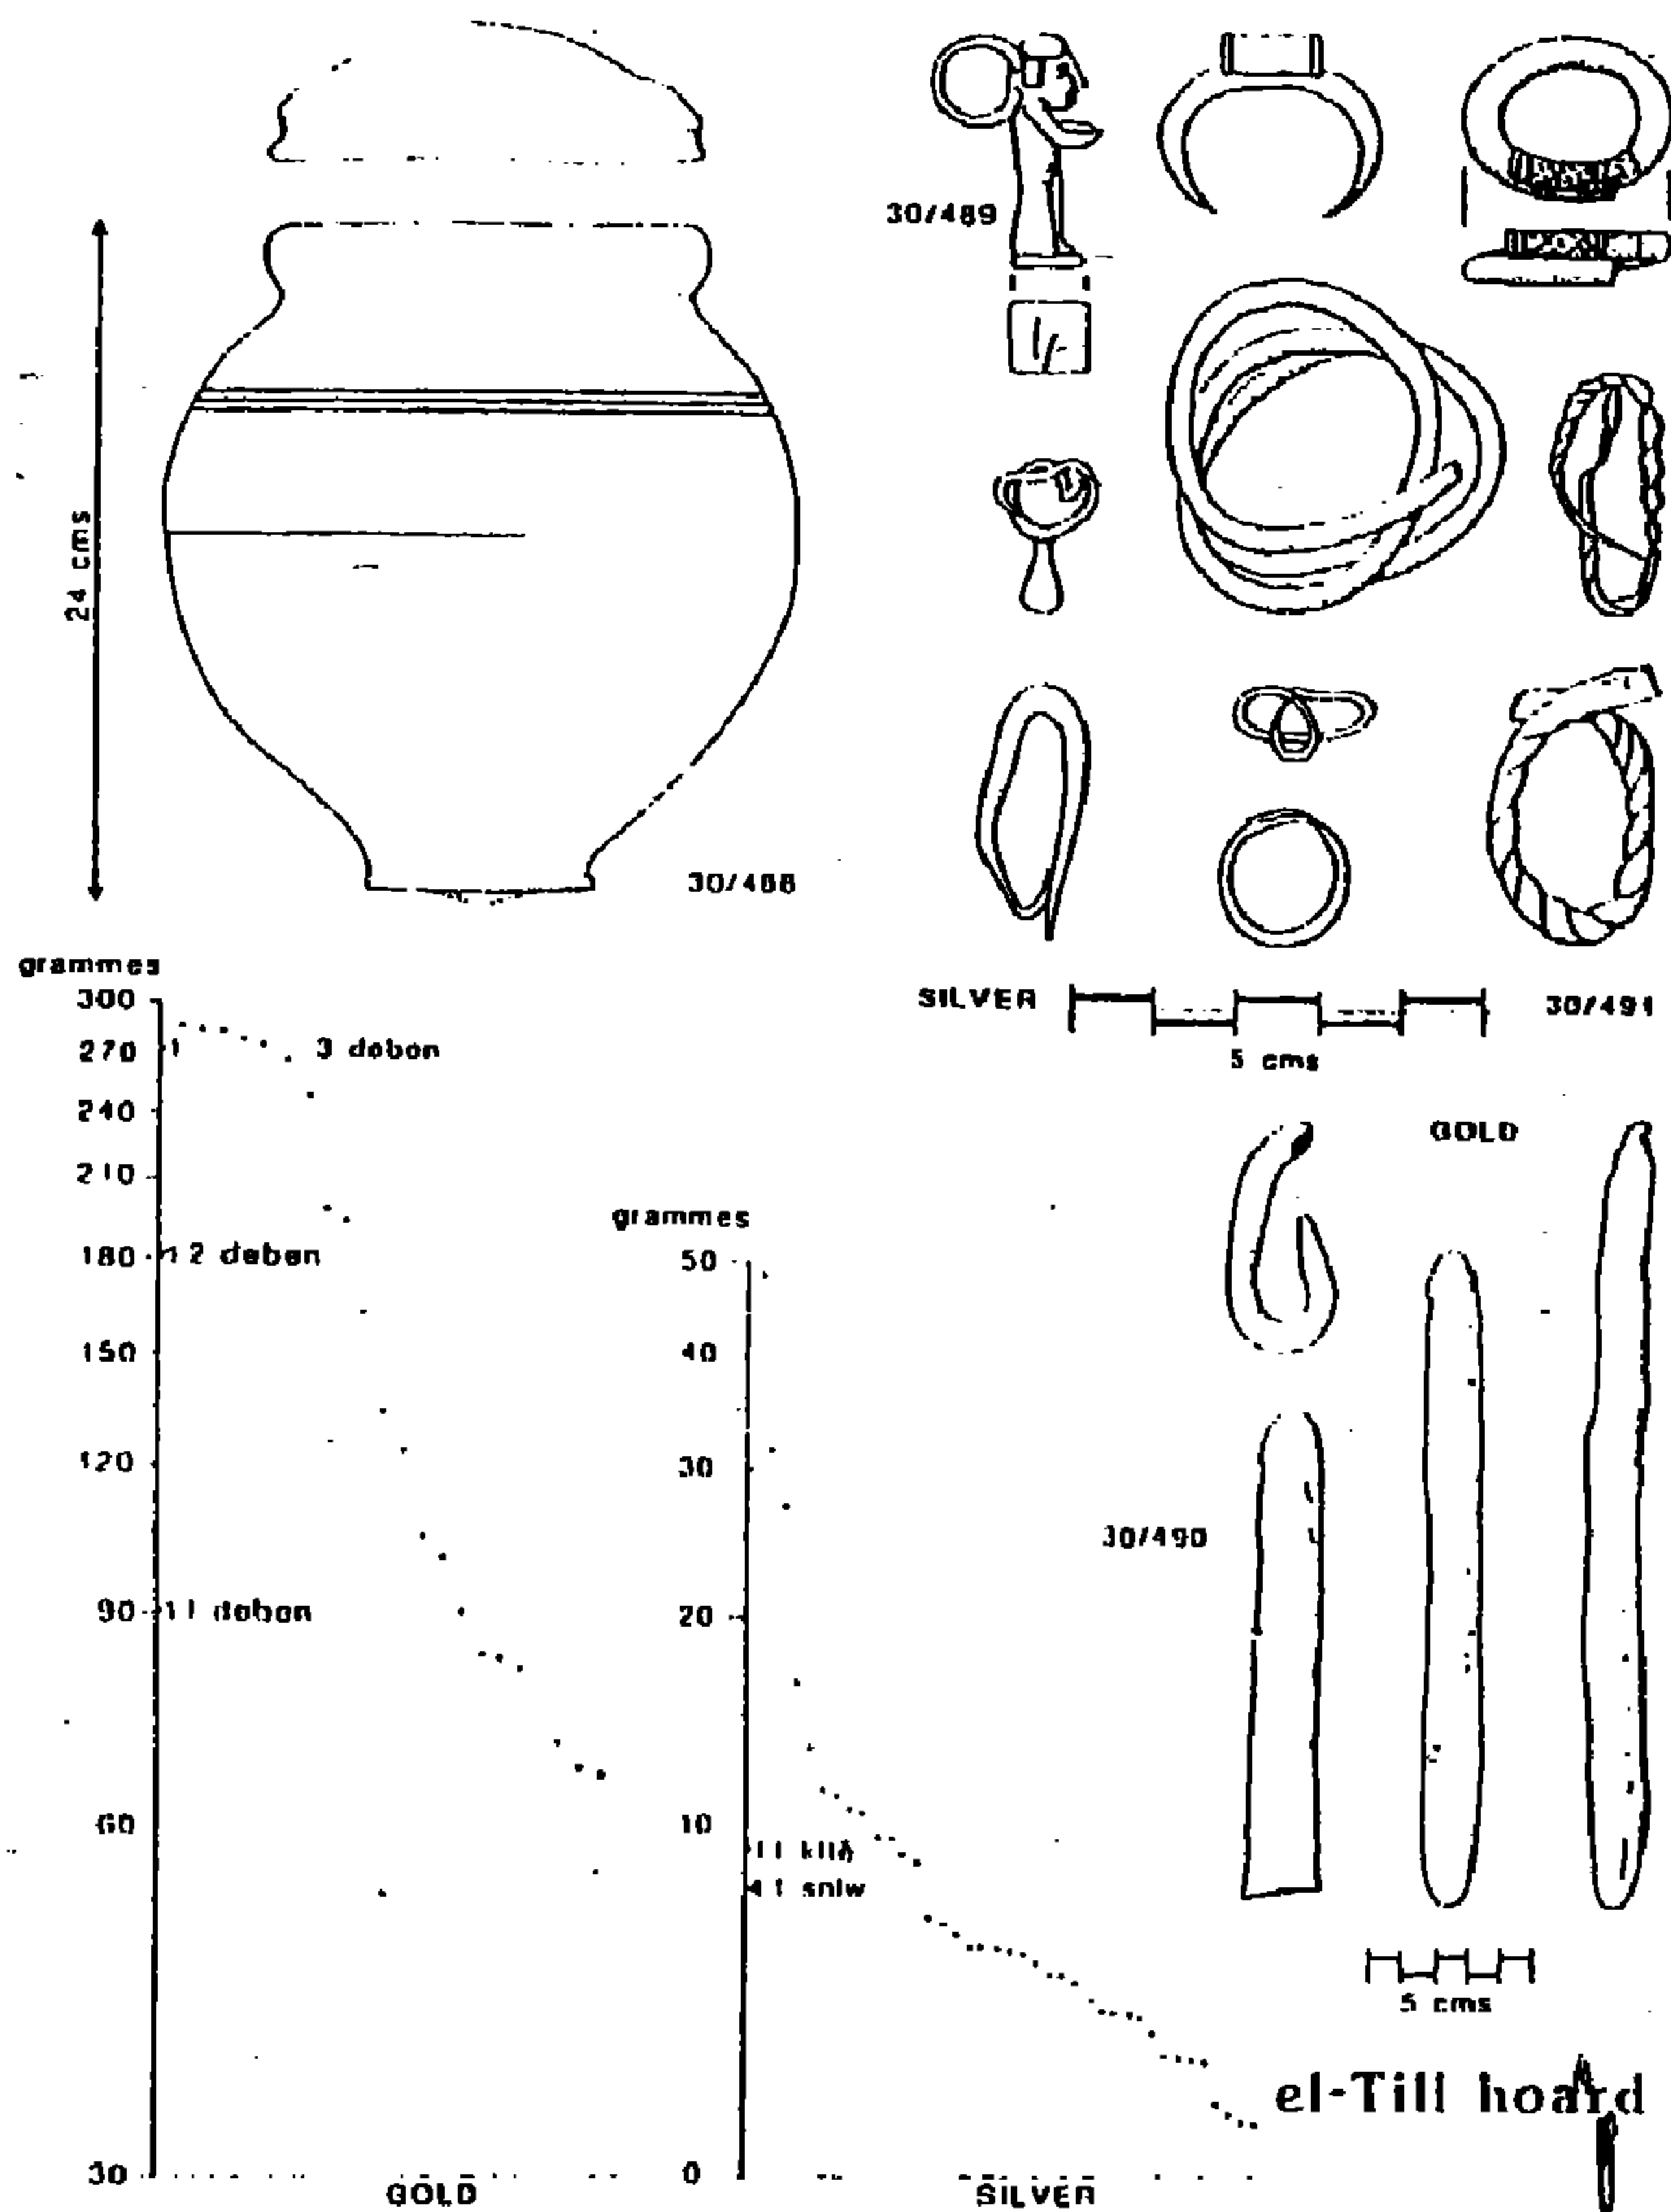 30/489
24 cms
30/488
SILVER
5 cms
30/491
grammes
300
270
240
210
180
150
120
90
60
30
3 deben
2 deben
1 deben
GOLD
grammes
50
40
30
20
10
0
1 kitě
1 sniw
SILVER
GOLD
30/490
5 cms
el-Till hoard